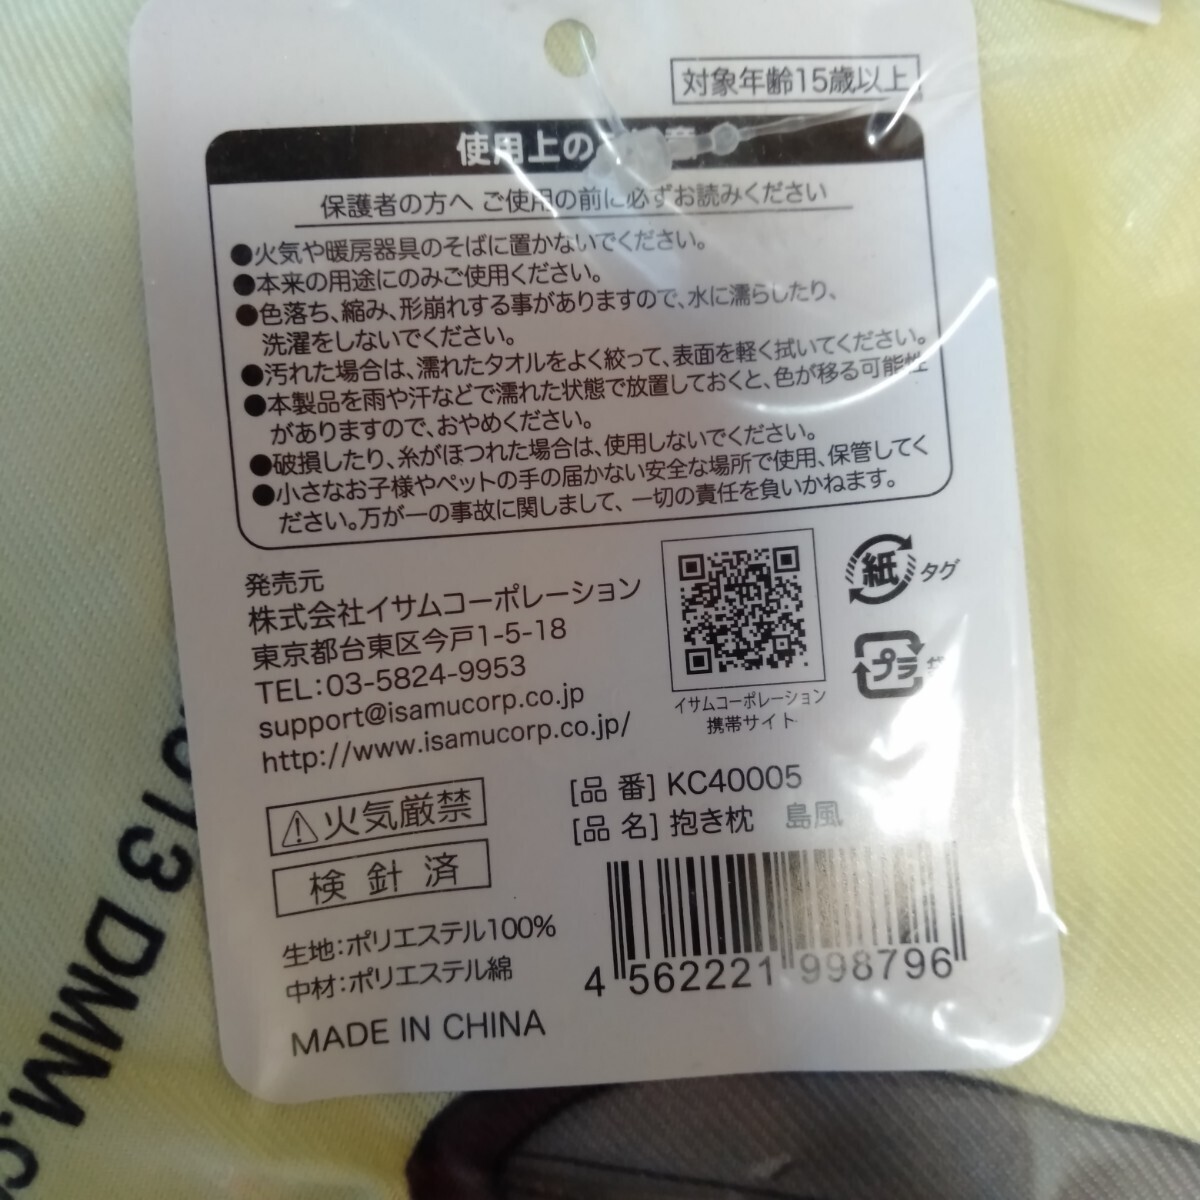 対象年齢15歳以上
使用上の
保護者の方へ ご使用の前に必ずお読みください
●火気や暖房器具のそばに置かないでください。
●本来の用途にのみご使用ください。
●色落ち、縮み、形崩れする事がありますので、水に濡らしたり、
洗濯をしないでください。
●汚れた場合は、濡れたタオルをよく絞って、表面を軽く拭いてください。
●本製品を雨や汗などで濡れた状態で放置しておくと、色が移る可能性
がありますので、おやめください。
●破損したり、糸がほつれた場合は、使用しないでください。
●小さなお子様やペットの手の届かない安全な場所で使用、保管してく
ださい。万が一の事故に関しまして、一切の責任を負いかねます。
発売元
株式会社イサムコーポレーション
東京都台東区今戸1-5-18
TEL:03-5824-9953
support@isamucorp.co.jp
http://www.isamucorp.co.jp/
イサムコーポレーション
携帯サイト
紙 タグ
プラ
⚠火気厳禁
検針済
[品 番] KC40005
[品 名] 抱き枕 島風
生地:ポリエステル100%
中材:ポリエステル綿
MADE IN CHINA
4 562221 998796
013 DMM.c